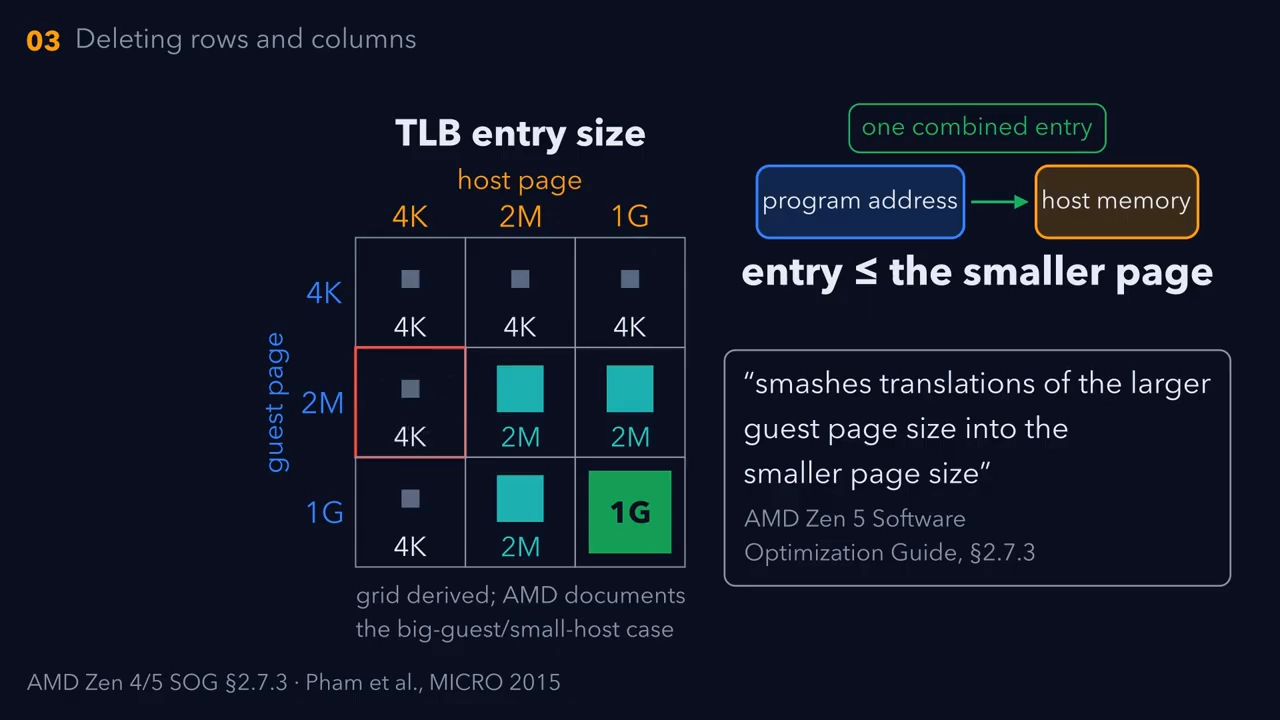 03 Deleting rows and columns
TLB entry size
host page
4K 2M 1G
guest page
4K
4K 4K 4K
2M
4K 2M 2M
1G
4K 2M 1G
grid derived; AMD documents
the big-guest/small-host case
one combined entry
program address
host memory
entry ≤ the smaller page
“smashes translations of the larger
guest page size into the
smaller page size”
AMD Zen 5 Software
Optimization Guide, §2.7.3
AMD Zen 4/5 SOG §2.7.3 · Pham et al., MICRO 2015